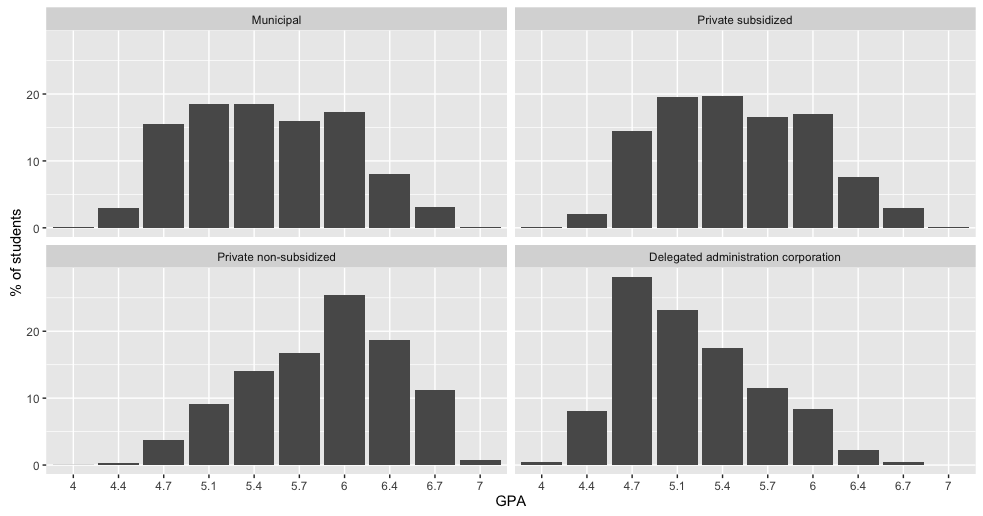 Municipal
Private subsidized
20
10
0
Private non-subsidized
Delegated administration corporation
20
10
0
4 4.4 4.7 5.1 5.4 5.7 6 6.4 6.7 7
4 4.4 4.7 5.1 5.4 5.7 6 6.4 6.7 7
GPA
% of students